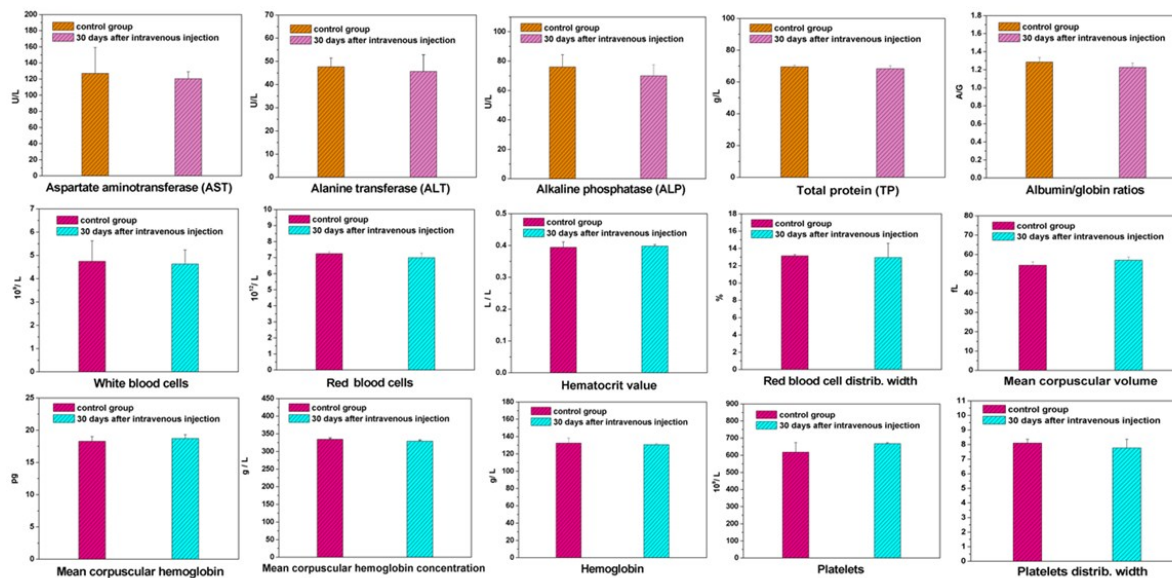 200
180
160
140
120
100
80
60
40
20
0
U/L
control group
30 days after intravenous injection
Aspartate aminotransferase (AST)
70
60
50
40
30
20
10
0
U/L
control group
30 days after intravenous injection
Alanine transferase (ALT)
100
80
60
40
20
0
U/L
control group
30 days after intravenous injection
Alkaline phosphatase (ALP)
100
80
60
40
20
0
g/L
control group
30 days after intravenous injection
Total protein (TP)
1.8
1.6
1.4
1.2
1.0
0.8
0.6
0.4
0.2
0.0
A/G
control group
30 days after intravenous injection
Albumin/globin ratios
7
6
5
4
3
2
1
0
10⁹/ L
control group
30 days after intravenous injection
White blood cells
10
9
8
7
6
5
4
3
2
1
0
10¹²/ L
control group
30 days after intravenous injection
Red blood cells
0.5
0.4
0.3
0.2
0.1
0.0
L / L
control group
30 days after intravenous injection
Hematocrit value
18
16
14
12
10
8
6
4
2
0
%
control group
30 days after intravenous injection
Red blood cell distrib. width
80
70
60
50
40
30
20
10
0
fL
control group
30 days after intravenous injection
Mean corpuscular volume
25
20
15
10
5
0
Pg
control group
30 days after intravenous injection
Mean corpuscular hemoglobin
450
400
350
300
250
200
150
100
50
0
g / L
control group
30 days after intravenous injection
Mean corpuscular hemoglobin concentration
180
160
140
120
100
80
60
40
20
0
g/ L
control group
30 days after intravenous injection
Hemoglobin
900
800
700
600
500
400
300
200
100
0
10⁹/ L
control group
30 days after intravenous injection
Platelets
11
10
9
8
7
6
5
4
3
2
1
0
control group
30 days after intravenous injection
Platelets distrib. width